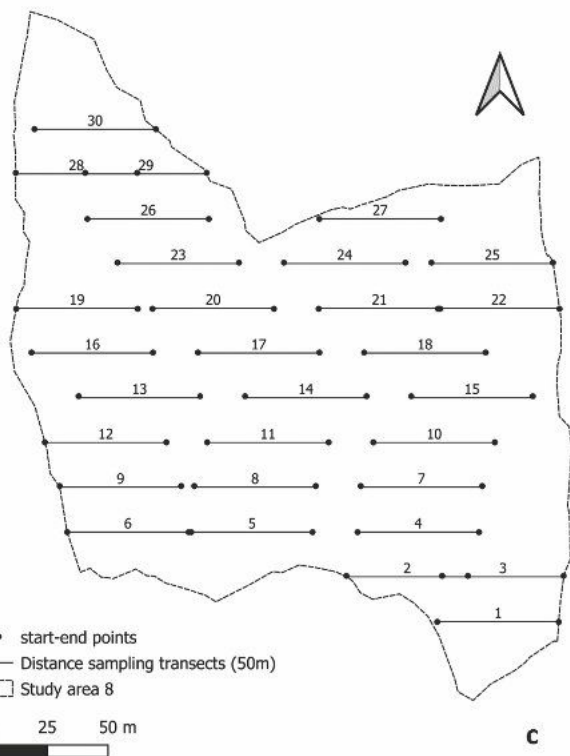 30
28 29
26 27
23 24 25
19 20 21 22
16 17 18
13 14 15
12 11 10
9 8 7
6 5 4
2 3
1
start-end points
Distance sampling transects (50m)
Study area 8
25 50 m
c